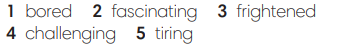 1 bored 2 fascinating 3 frightened
4 challenging 5 tiring